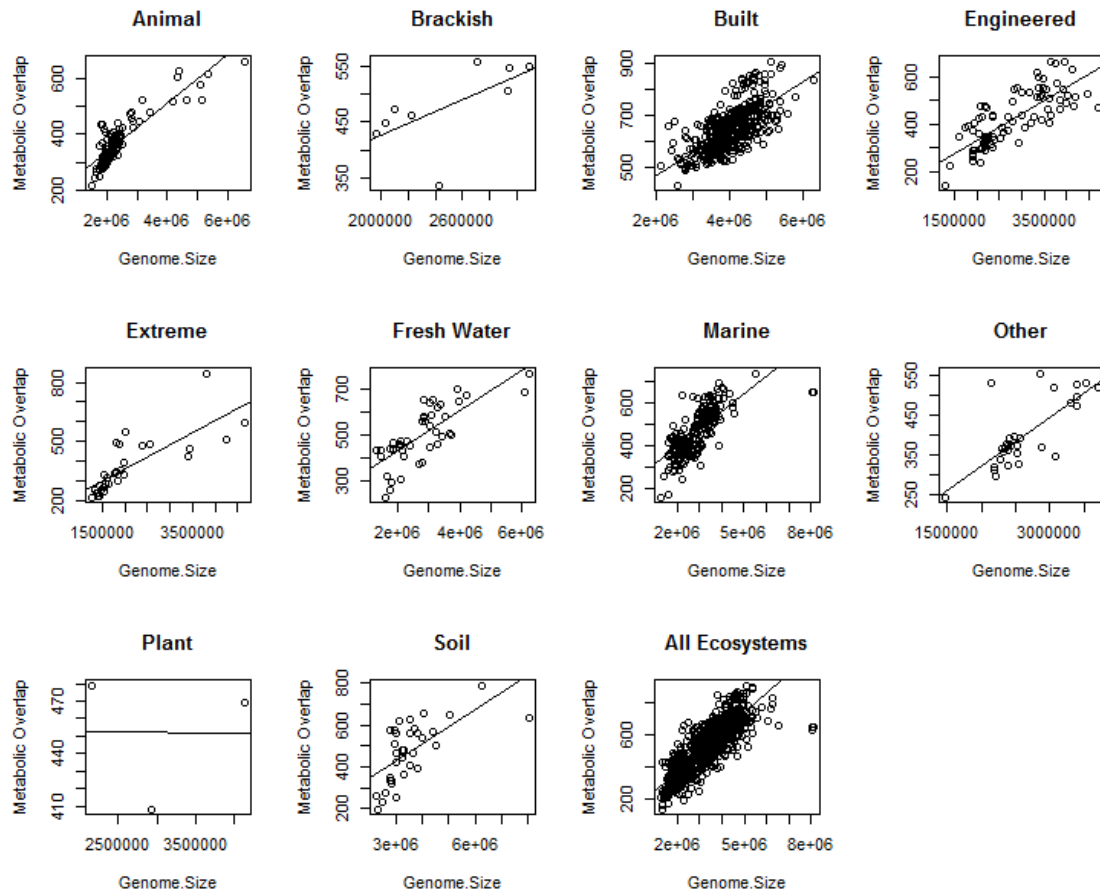 Animal
Metabolic Overlap
200 400 600
2e+06 4e+06 6e+06
Genome.Size
Brackish
Metabolic Overlap
350 450 550
2000000 2600000
Genome.Size
Built
Metabolic Overlap
500 700 900
2e+06 4e+06 6e+06
Genome.Size
Engineered
Metabolic Overlap
200 400 600
1500000 3500000
Genome.Size
Extreme
Metabolic Overlap
200 500 800
1500000 3500000
Genome.Size
Fresh Water
Metabolic Overlap
300 500 700
2e+06 4e+06 6e+06
Genome.Size
Marine
Metabolic Overlap
200 400 600
2e+06 5e+06 8e+06
Genome.Size
Other
Metabolic Overlap
250 350 450 550
1500000 3000000
Genome.Size
Plant
Metabolic Overlap
410 440 470
2500000 3500000
Genome.Size
Soil
Metabolic Overlap
200 400 600 800
3e+06 6e+06
Genome.Size
All Ecosystems
Metabolic Overlap
200 600
2e+06 5e+06 8e+06
Genome.Size